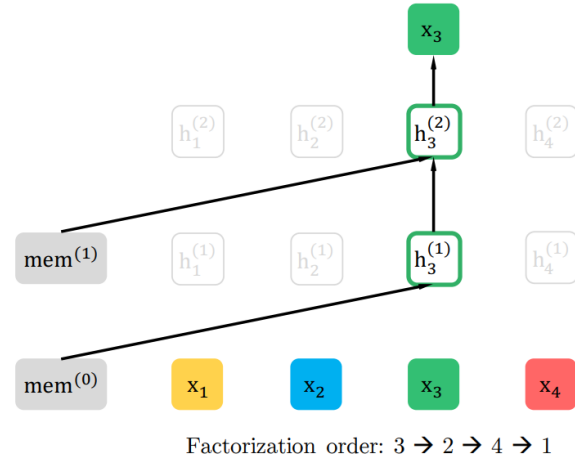 x₃
h₁⁽²⁾ h₂⁽²⁾ h₃⁽²⁾ h₄⁽²⁾
mem⁽¹⁾ h₁⁽¹⁾ h₂⁽¹⁾ h₃⁽¹⁾ h₄⁽¹⁾
mem⁽⁰⁾ x₁ x₂ x₃ x₄
Factorization order: 3 → 2 → 4 → 1